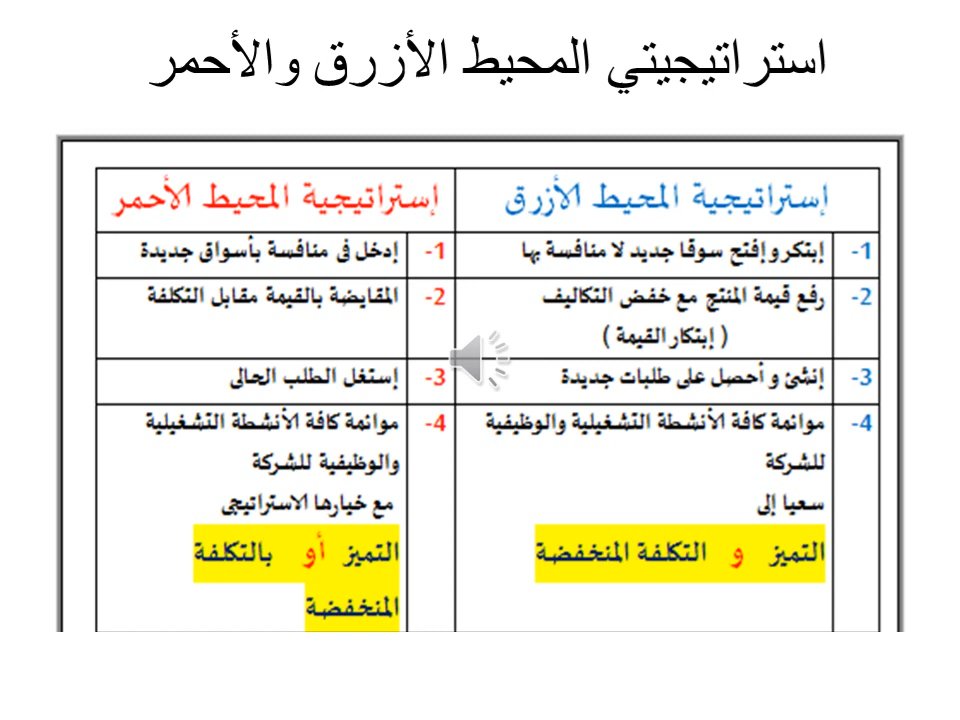 استراتيجيتي المحيط الأزرق والأحمر
إستراتيجية المحيط الأزرق
إستراتيجية المحيط الأحمر
1- إبتكر و إفتح سوقا جديد لا منافسة بها
1- إدخل فى منافسة بأسواق جديدة
2- رفع قيمة المنتج مع خفض التكاليف
( إبتكار القيمة )
2- المقايضة بالقيمة مقابل التكلفة
3- إنشئ و أحصل على طلبات جديدة
3- إستغل الطلب الحالى
4- موائمة كافة الأنشطة التشغيلية والوظيفية
للشركة
سعيا إلى
التميز و التكلفة المنخفضة
4- موائمة كافة الأنشطة التشغيلية
والوظيفية للشركة
مع خيارها الاستراتيجى
التميز أو بالتكلفة
المنخفضة